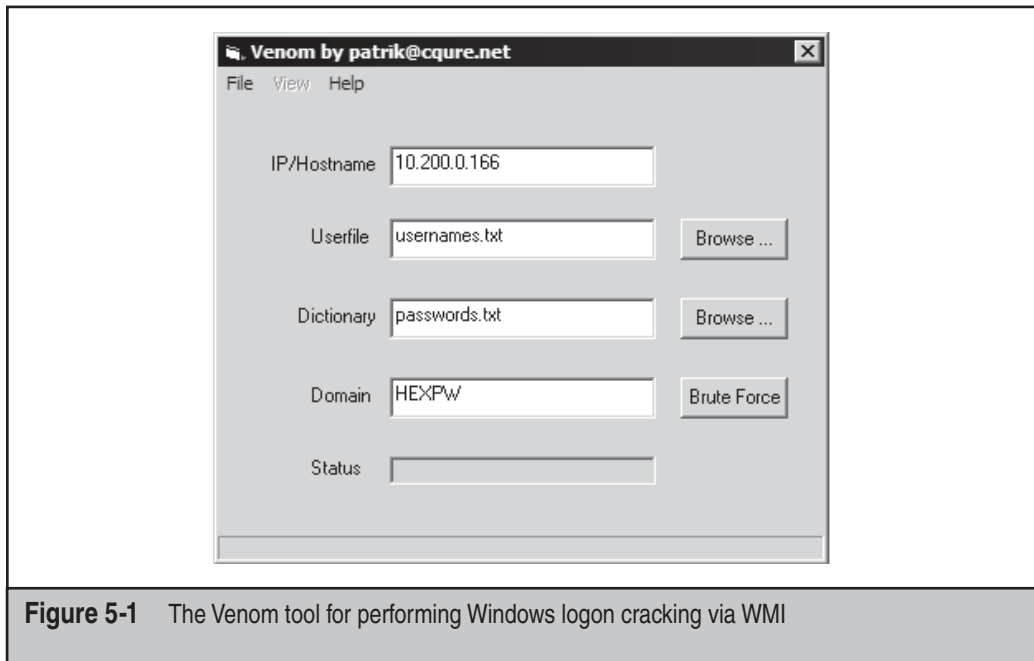 Venom by patrik@cqure.net
File View Help
IP/Hostname 10.200.0.166
Userfile usernames.txt Browse ...
Dictionary passwords.txt Browse ...
Domain HEXPW Brute Force
Status
Figure 5-1 The Venom tool for performing Windows logon cracking via WMI